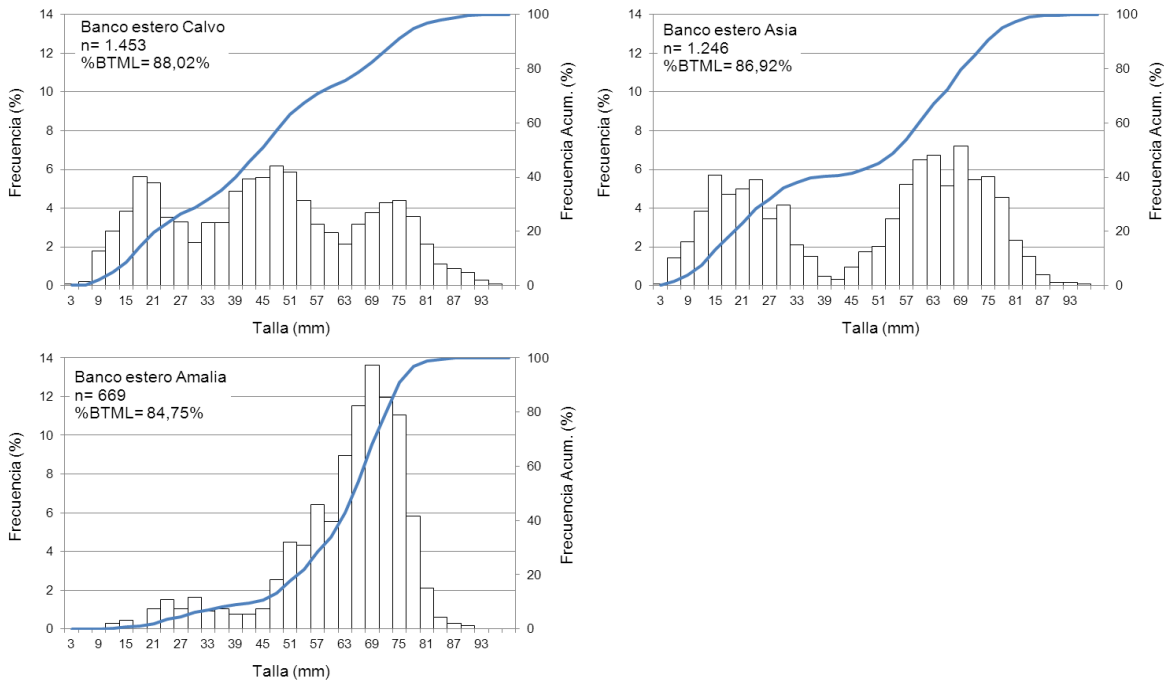 Banco estero Calvo
n= 1.453
%BTML= 88,02%
Frecuencia (%)
14
12
10
8
6
4
2
0
100
80
60
40
20
0
Frecuencia Acum. (%)
3 9 15 21 27 33 39 45 51 57 63 69 75 81 87 93
Talla (mm)
Banco estero Asia
n= 1.246
%BTML= 86,92%
Frecuencia (%)
14
12
10
8
6
4
2
0
100
80
60
40
20
0
Frecuencia Acum. (%)
3 9 15 21 27 33 39 45 51 57 63 69 75 81 87 93
Talla (mm)
Banco estero Amalia
n= 669
%BTML= 84,75%
Frecuencia (%)
14
12
10
8
6
4
2
0
100
80
60
40
20
0
Frecuencia Acum. (%)
3 9 15 21 27 33 39 45 51 57 63 69 75 81 87 93
Talla (mm)